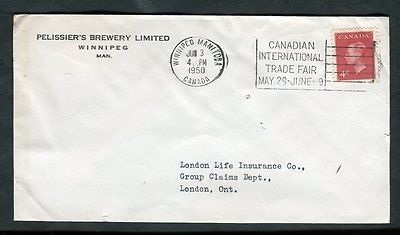 PELISSIER'S BREWERY LIMITED
WINNIPEG
MAN.
WINNIPEG MANITOBA
JUN 3
4 PM
1950
CANADA
CANADIAN
INTERNATIONAL
TRADE FAIR
MAY.29-JUNE-9
CANADA
4
London Life Insurance Co.,
Group Claims Dept.,
London, Ont.